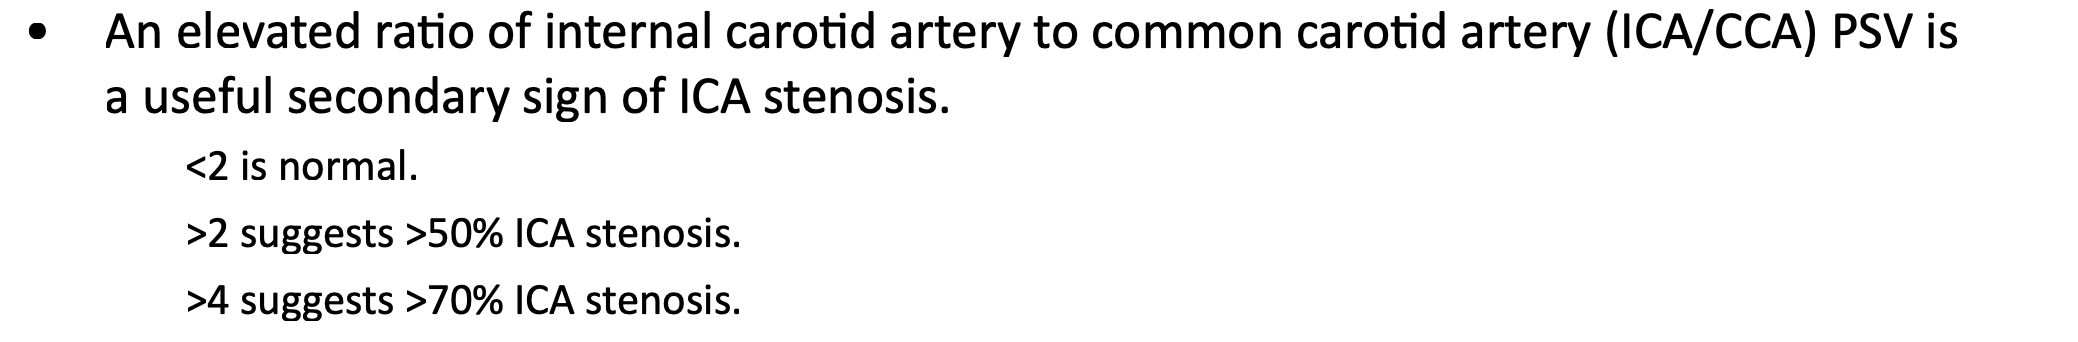 • An elevated ratio of internal carotid artery to common carotid artery (ICA/CCA) PSV is
a useful secondary sign of ICA stenosis.
<2 is normal.
>2 suggests >50% ICA stenosis.
>4 suggests >70% ICA stenosis.